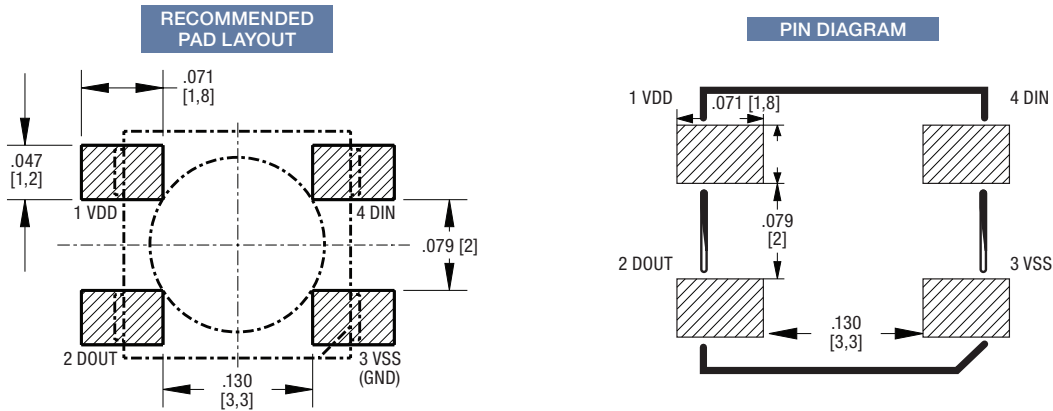 RECOMMENDED
PAD LAYOUT
.071
[1,8]
.047
[1,2]
1 VDD
4 DIN
.079 [2]
2 DOUT
3 VSS
(GND)
.130
[3,3]
PIN DIAGRAM
1 VDD
.071 [1,8]
4 DIN
.079
[2]
2 DOUT
3 VSS
.130
[3,3]